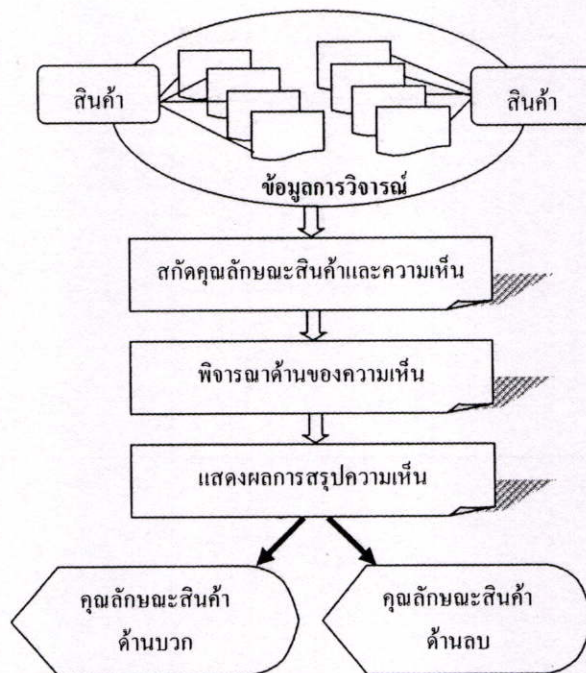 สินค้า
สินค้า
ข้อมูลการวิจารณ์
สกัดคุณลักษณะสินค้าและความเห็น
พิจารณาด้านของความเห็น
แสดงผลการสรุปความเห็น
คุณลักษณะสินค้า
ด้านบวก
คุณลักษณะสินค้า
ด้านลบ